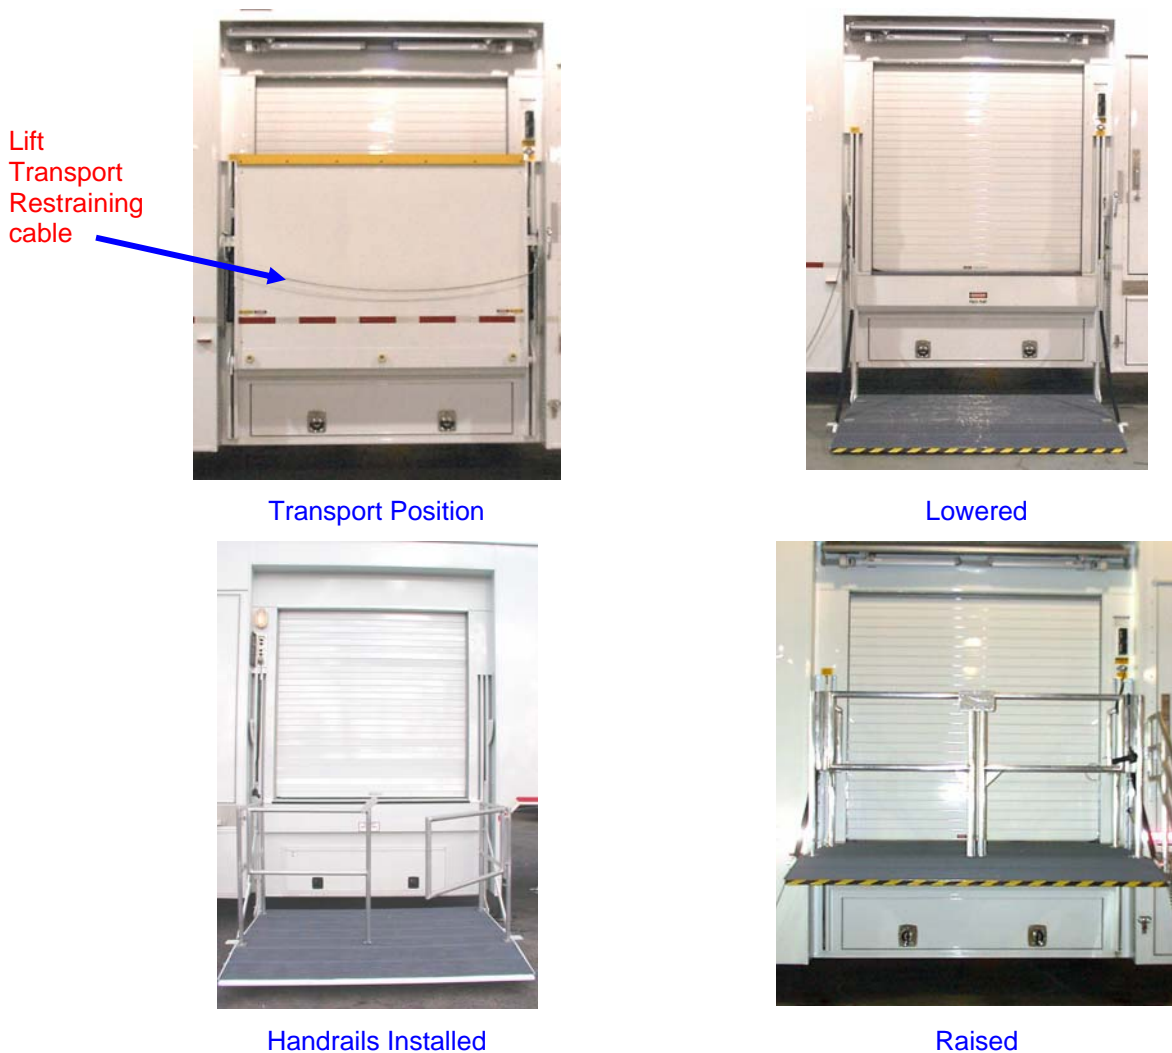 Lift
Transport
Restraining
cable
Transport Position
Lowered
Handrails Installed
Raised